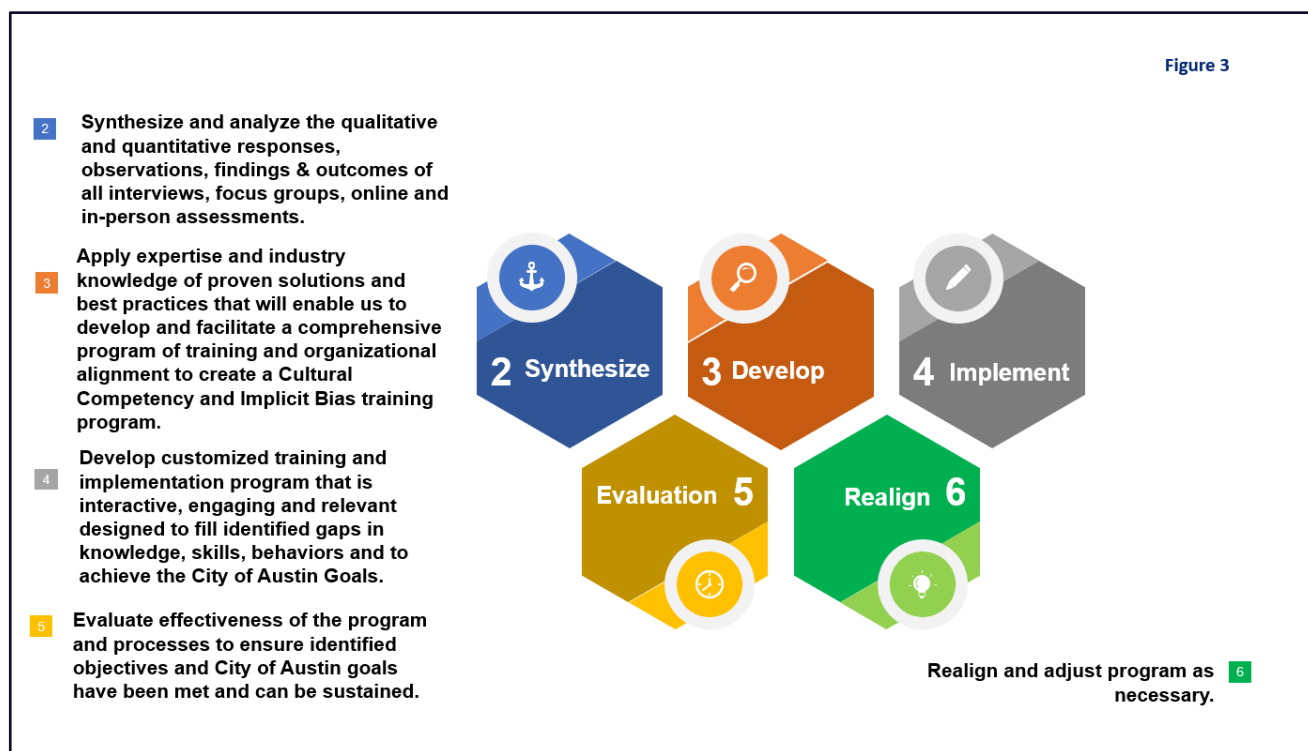 Figure 3
2
Synthesize and analyze the qualitative
and quantitative responses,
observations, findings & outcomes of
all interviews, focus groups, online and
in-person assessments.
3
Apply expertise and industry
knowledge of proven solutions and
best practices that will enable us to
develop and facilitate a comprehensive
program of training and organizational
alignment to create a Cultural
Competency and Implicit Bias training
program.
4
Develop customized training and
implementation program that is
interactive, engaging and relevant
designed to fill identified gaps in
knowledge, skills, behaviors and to
achieve the City of Austin Goals.
5
Evaluate effectiveness of the program
and processes to ensure identified
objectives and City of Austin goals
have been met and can be sustained.
2 Synthesize
3 Develop
4 Implement
Evaluation 5
Realign 6
Realign and adjust program as
necessary.
6